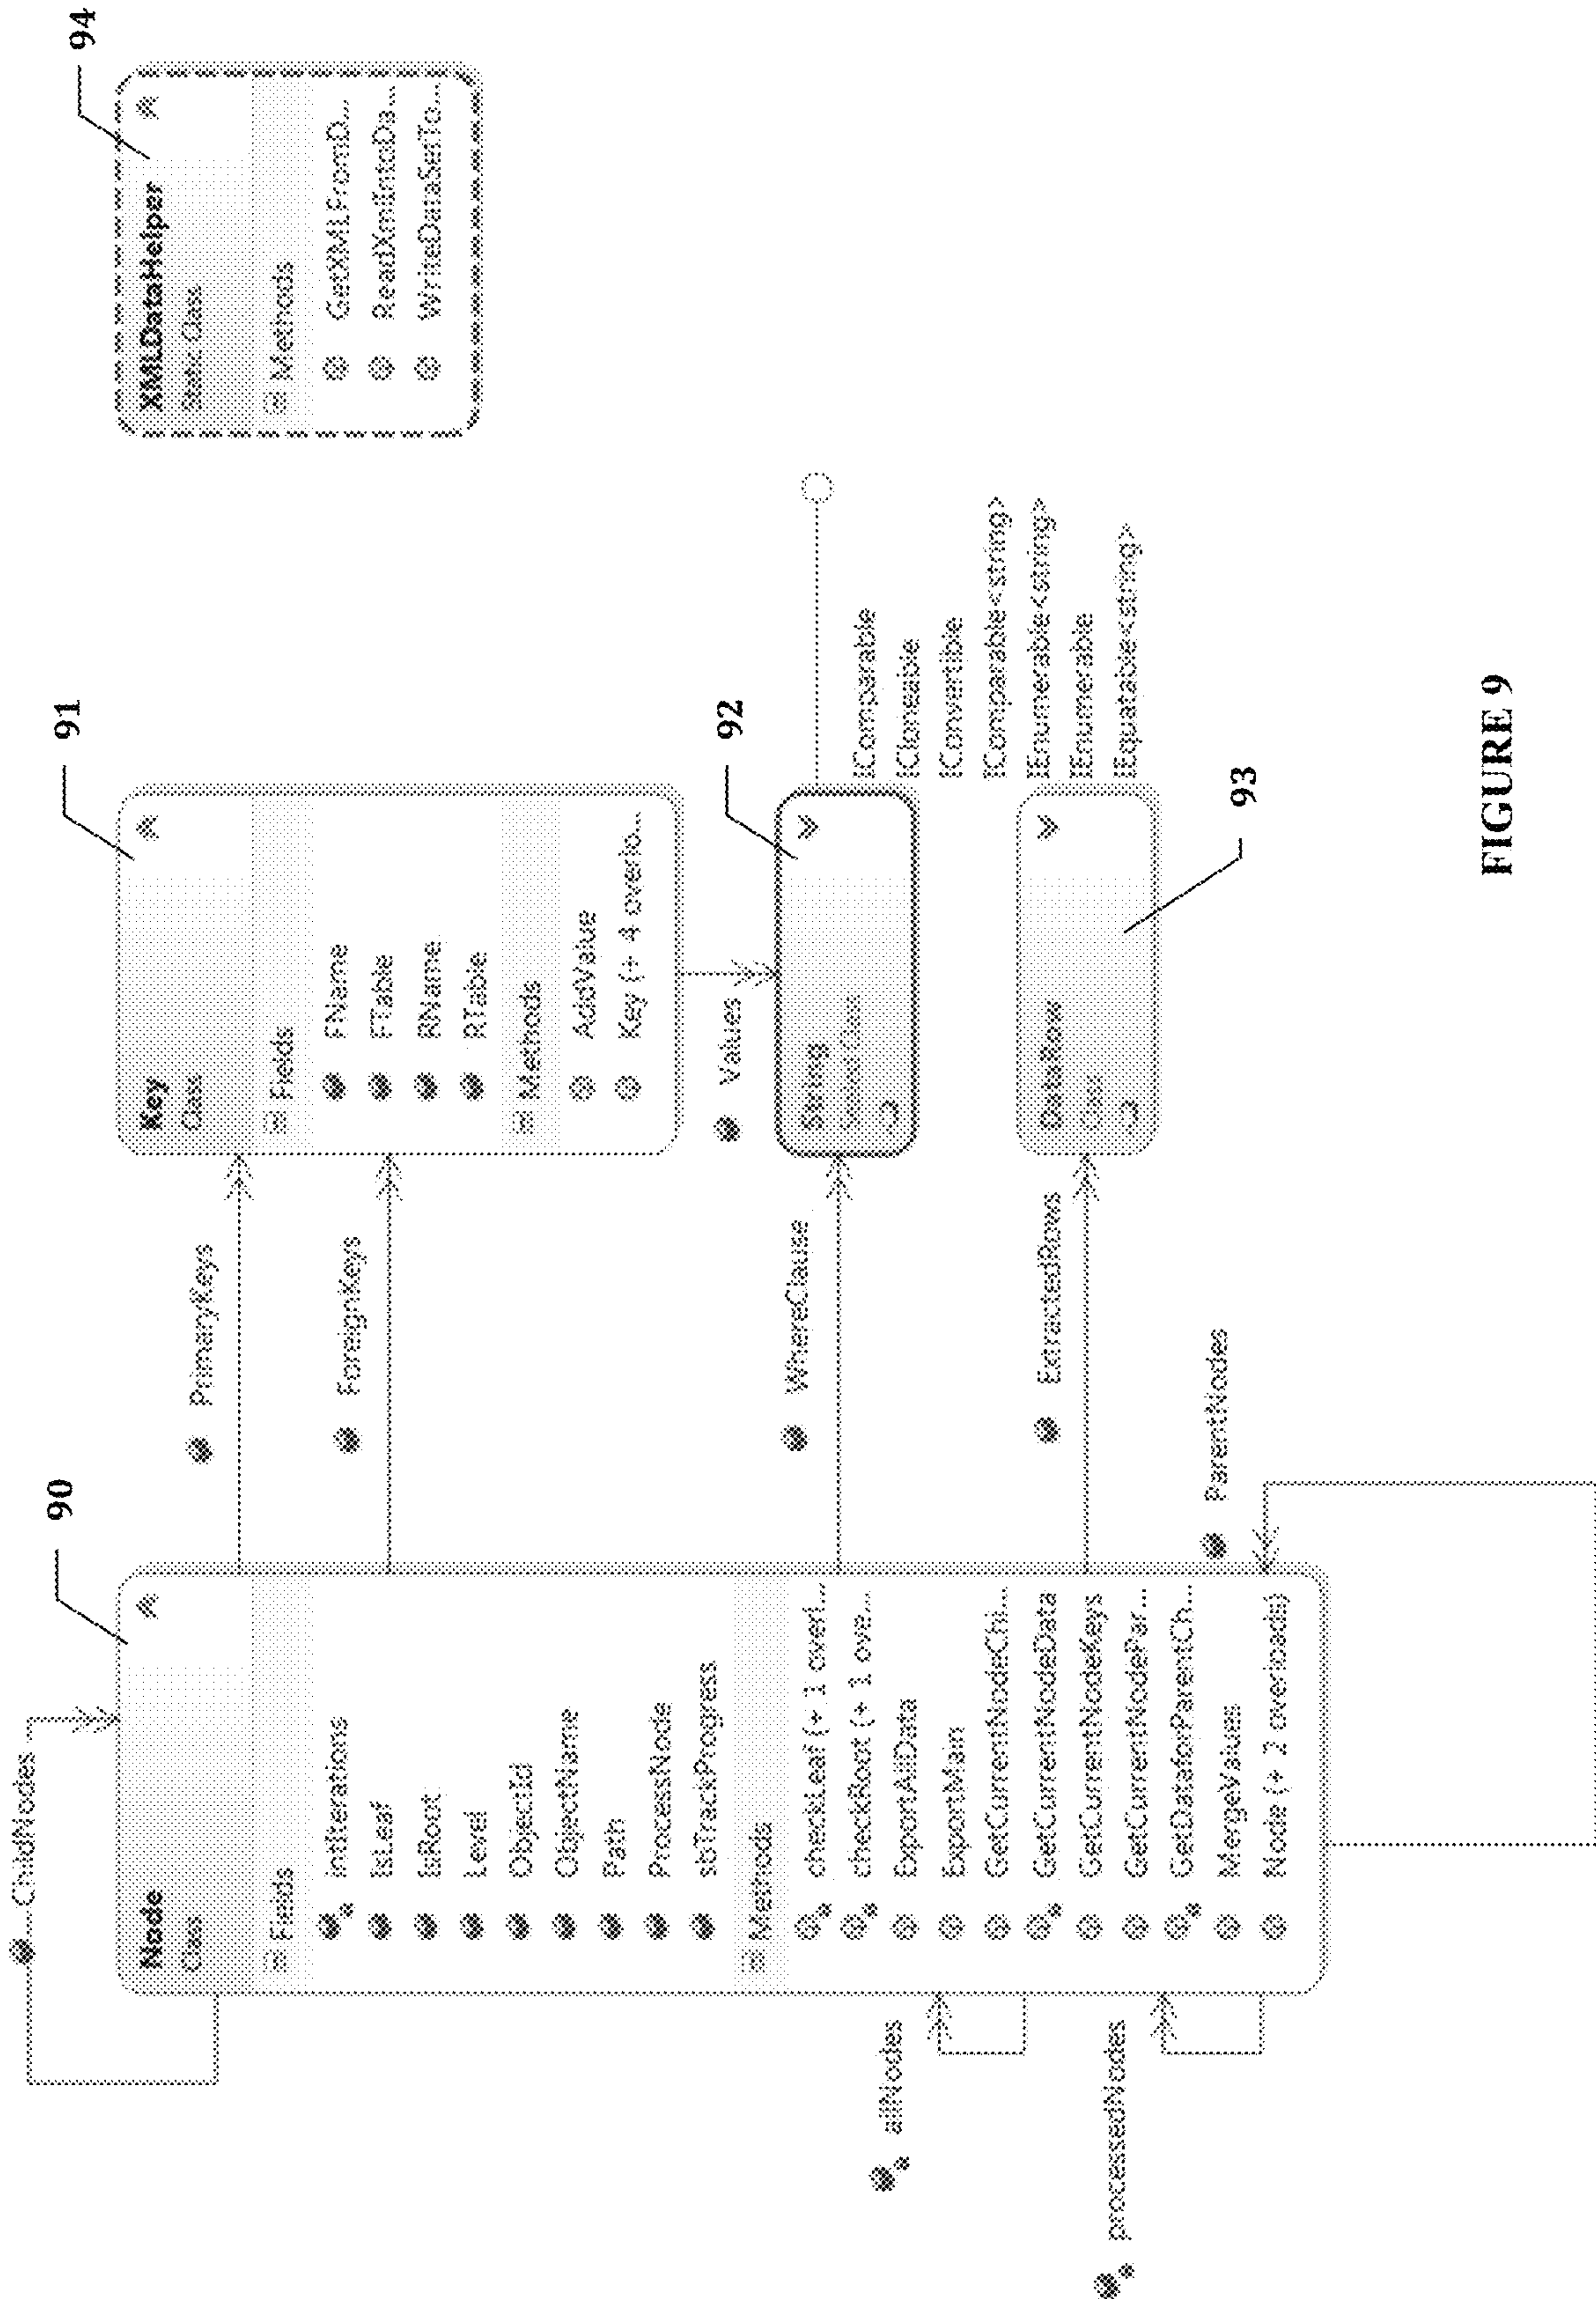 ChildNodes
90
Node
Class
Fields
intIterations
IsLeaf
IsRoot
Level
ObjectId
ObjectName
Path
ProcessNode
sbTrackProgress
Methods
checkLeaf (+ 1 overl...
checkRoot (+ 1 ove...
ExportAllData
ExportMain
GetCurrentNodeChi...
GetCurrentNodeData
GetCurrentNodeKeys
GetCurrentNodePar...
GetDataforParentCh...
MergeValues
Node (+ 2 overloads)
allNodes
processedNodes
PrimaryKeys
ForeignKeys
WhereClause
ExtractedRows
ParentNodes
91
Key
Class
Fields
FName
FTable
RName
RTable
Methods
AddValue
Key (+ 4 overlo...
Values
92
String
Sealed Class
IComparable
ICloneable
IConvertible
IComparable<string>
IEnumerable<string>
IEnumerable
IEquatable<string>
DataRow
Class
93
94
XMLDataHelper
Static Class
Methods
GetXMLFromD...
ReadXmlIntoDa...
WriteDataSetTo...
FIGURE 9